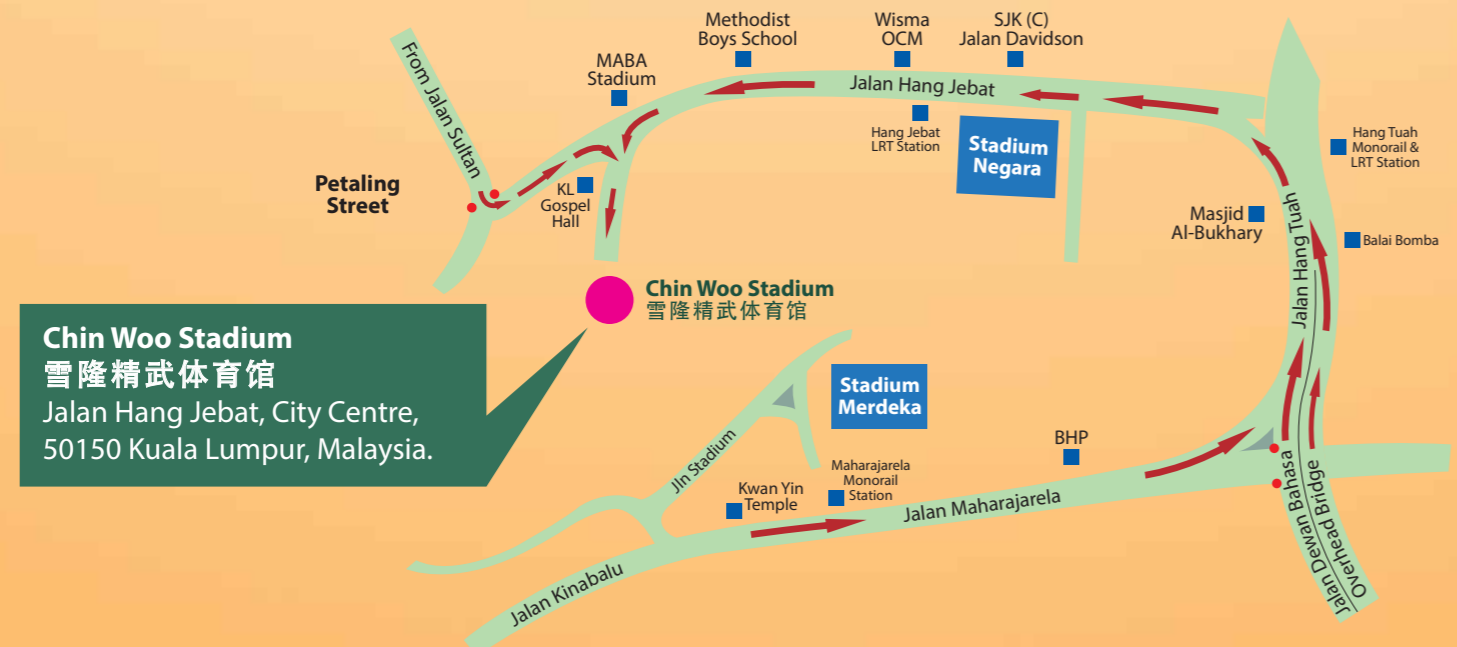 Methodist
Boys School
Wisma
OCM
SJK (C)
Jalan Davidson
From Jalan Sultan
MABA
Stadium
Jalan Hang Jebat
Hang Jebat
LRT Station
Stadium
Negara
Hang Tuah
Monorail &
LRT Station
Petaling
Street
KL
Gospel
Hall
Masjid
Al-Bukhary
Jalan Hang Tuah
Balai Bomba
Chin Woo Stadium
雪隆精武体育馆
Chin Woo Stadium
雪隆精武体育馆
Jalan Hang Jebat, City Centre,
50150 Kuala Lumpur, Malaysia.
Stadium
Merdeka
Jln Stadium
BHP
Kwan Yin
Temple
Maharajarela
Monorail
Station
Jalan Maharajarela
Jalan Kinabalu
Jalan Dewan Bahasa
Overhead Bridge